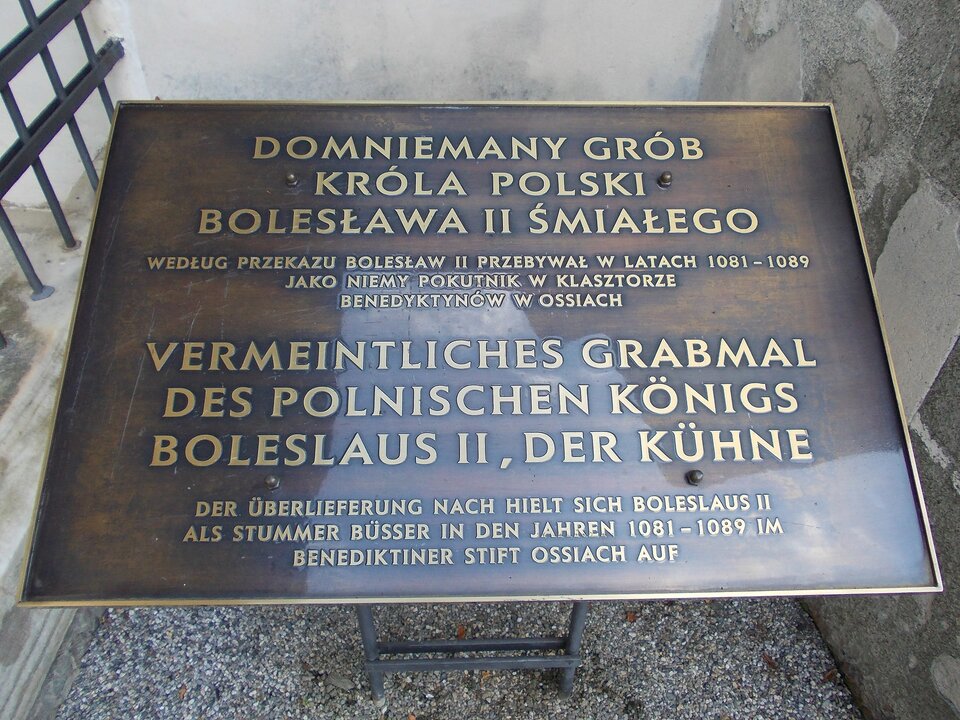 DOMNIEMANY GRÓB
KRÓLA POLSKI
BOLESŁAWA II ŚMIAŁEGO
WEDŁUG PRZEKAZU BOLESŁAW II PRZEBYWAŁ W LATACH 1081-1089
JAKO NIEMY POKUTNIK W KLASZTORZE
BENEDYKTYNÓW W OSSIACH
VERMEINTLICHES GRABMAL
DES POLNISCHEN KÖNIGS
BOLESLAUS II, DER KÜHNE
DER ÜBERLIEFERUNG NACH HIELT SICH BOLESLAUS II
ALS STUMMER BÜSSER IN DEN JAHREN 1081-1089 IM
BENEDIKTINER STIFT OSSIACH AUF